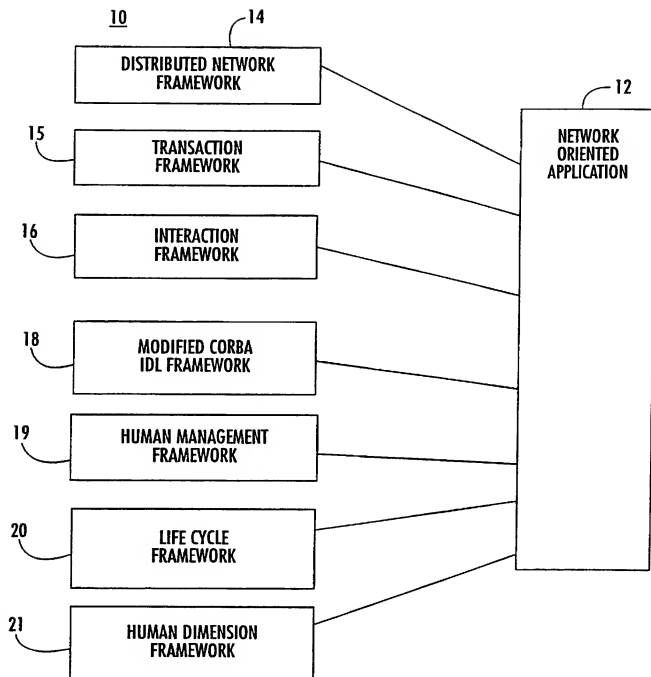 10
14
DISTRIBUTED NETWORK
FRAMEWORK
12
NETWORK
ORIENTED
APPLICATION
15
TRANSACTION
FRAMEWORK
16
INTERACTION
FRAMEWORK
18
MODIFIED CORBA
IDL FRAMEWORK
19
HUMAN MANAGEMENT
FRAMEWORK
20
LIFE CYCLE
FRAMEWORK
21
HUMAN DIMENSION
FRAMEWORK